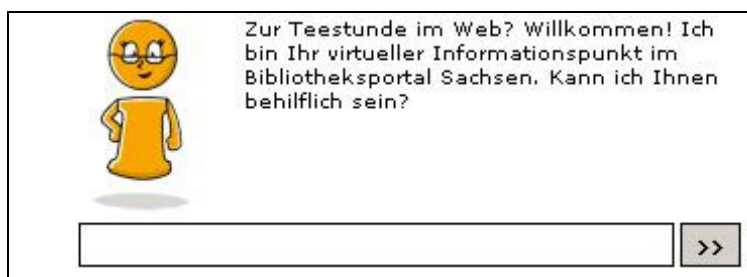 Zur Teestunde im Web? Willkommen! Ich
bin Ihr virtueller Informationspunkt im
Bibliotheksportal Sachsen. Kann ich Ihnen
behilflich sein?
>>